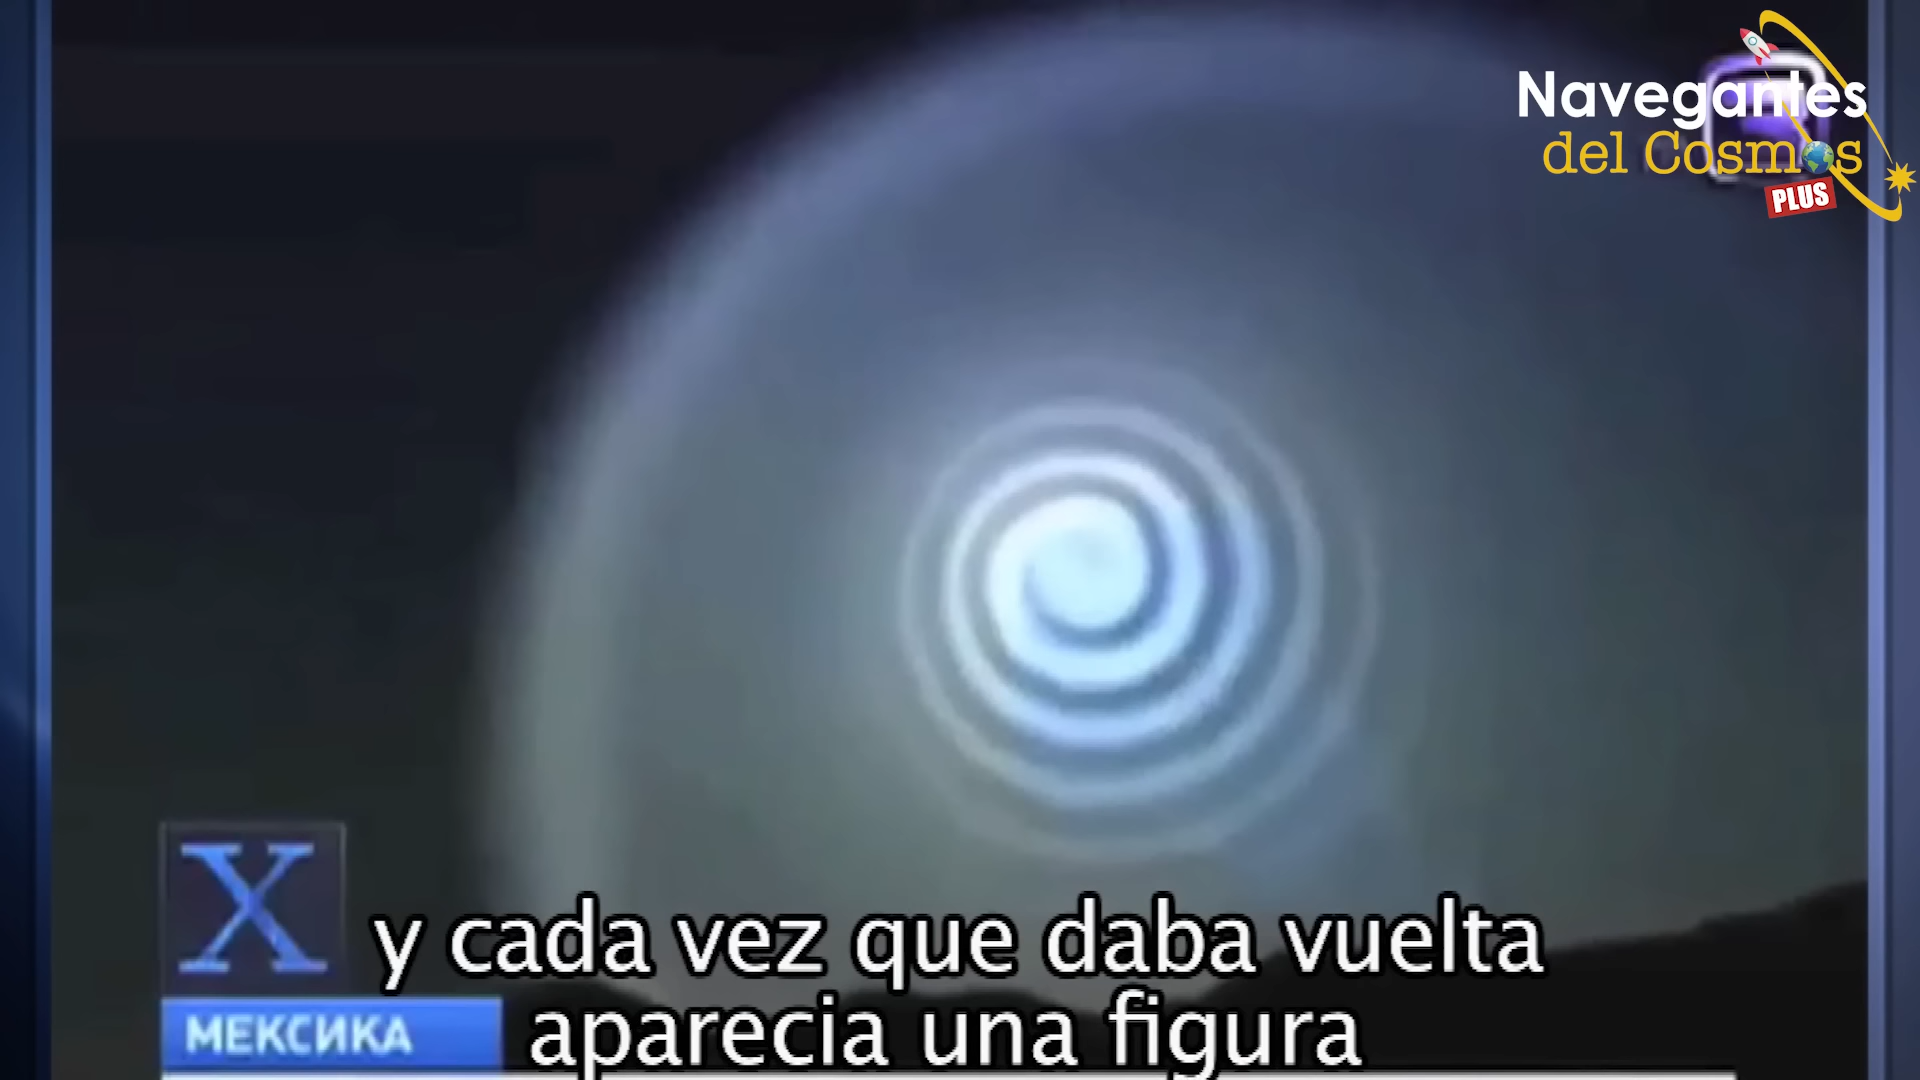 Navegantes
del Cosmos
PLUS
X
МЕКСИКА
y cada vez que daba vuelta
aparecia una figura